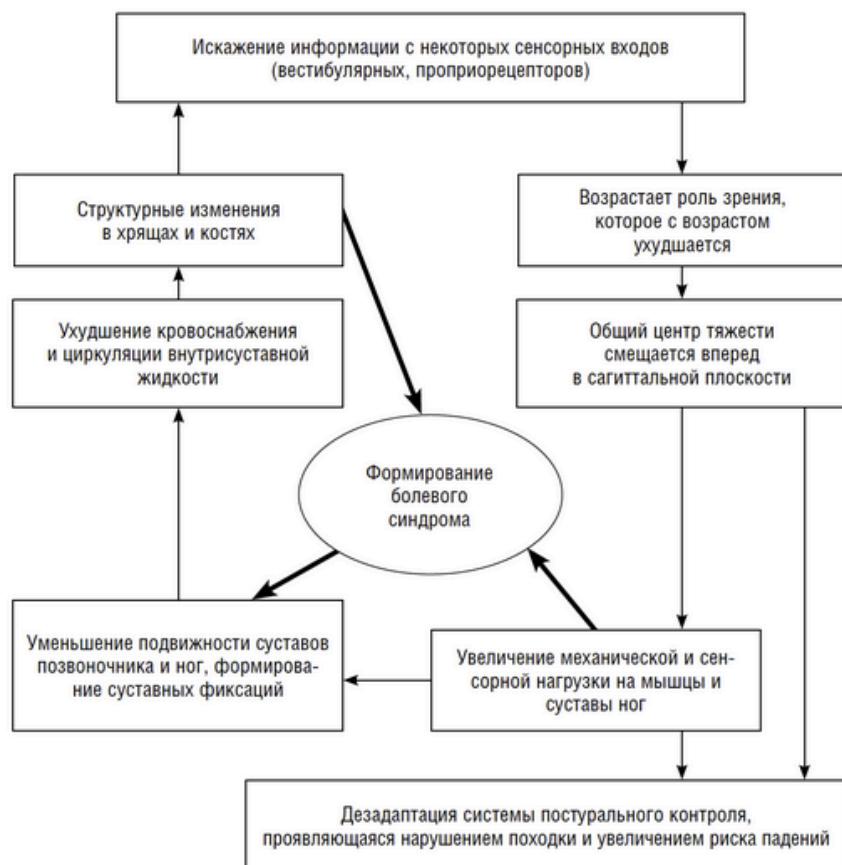 Искажение информации с некоторых сенсорных входов
(вестибулярных, проприорецепторов)
Структурные изменения
в хрящах и костях
Возрастает роль зрения,
которое с возрастом
ухудшается
Ухудшение кровоснабжения
и циркуляции внутрисуставной
жидкости
Общий центр тяжести
смещается вперед
в сагиттальной плоскости
Формирование
болевого
синдрома
Уменьшение подвижности суставов
позвоночника и ног, формирова-
ние суставных фиксаций
Увеличение механической и сен-
сорной нагрузки на мышцы и
суставы ног
Дезадаптация системы постурального контроля,
проявляющаяся нарушением походки и увеличением риска падений